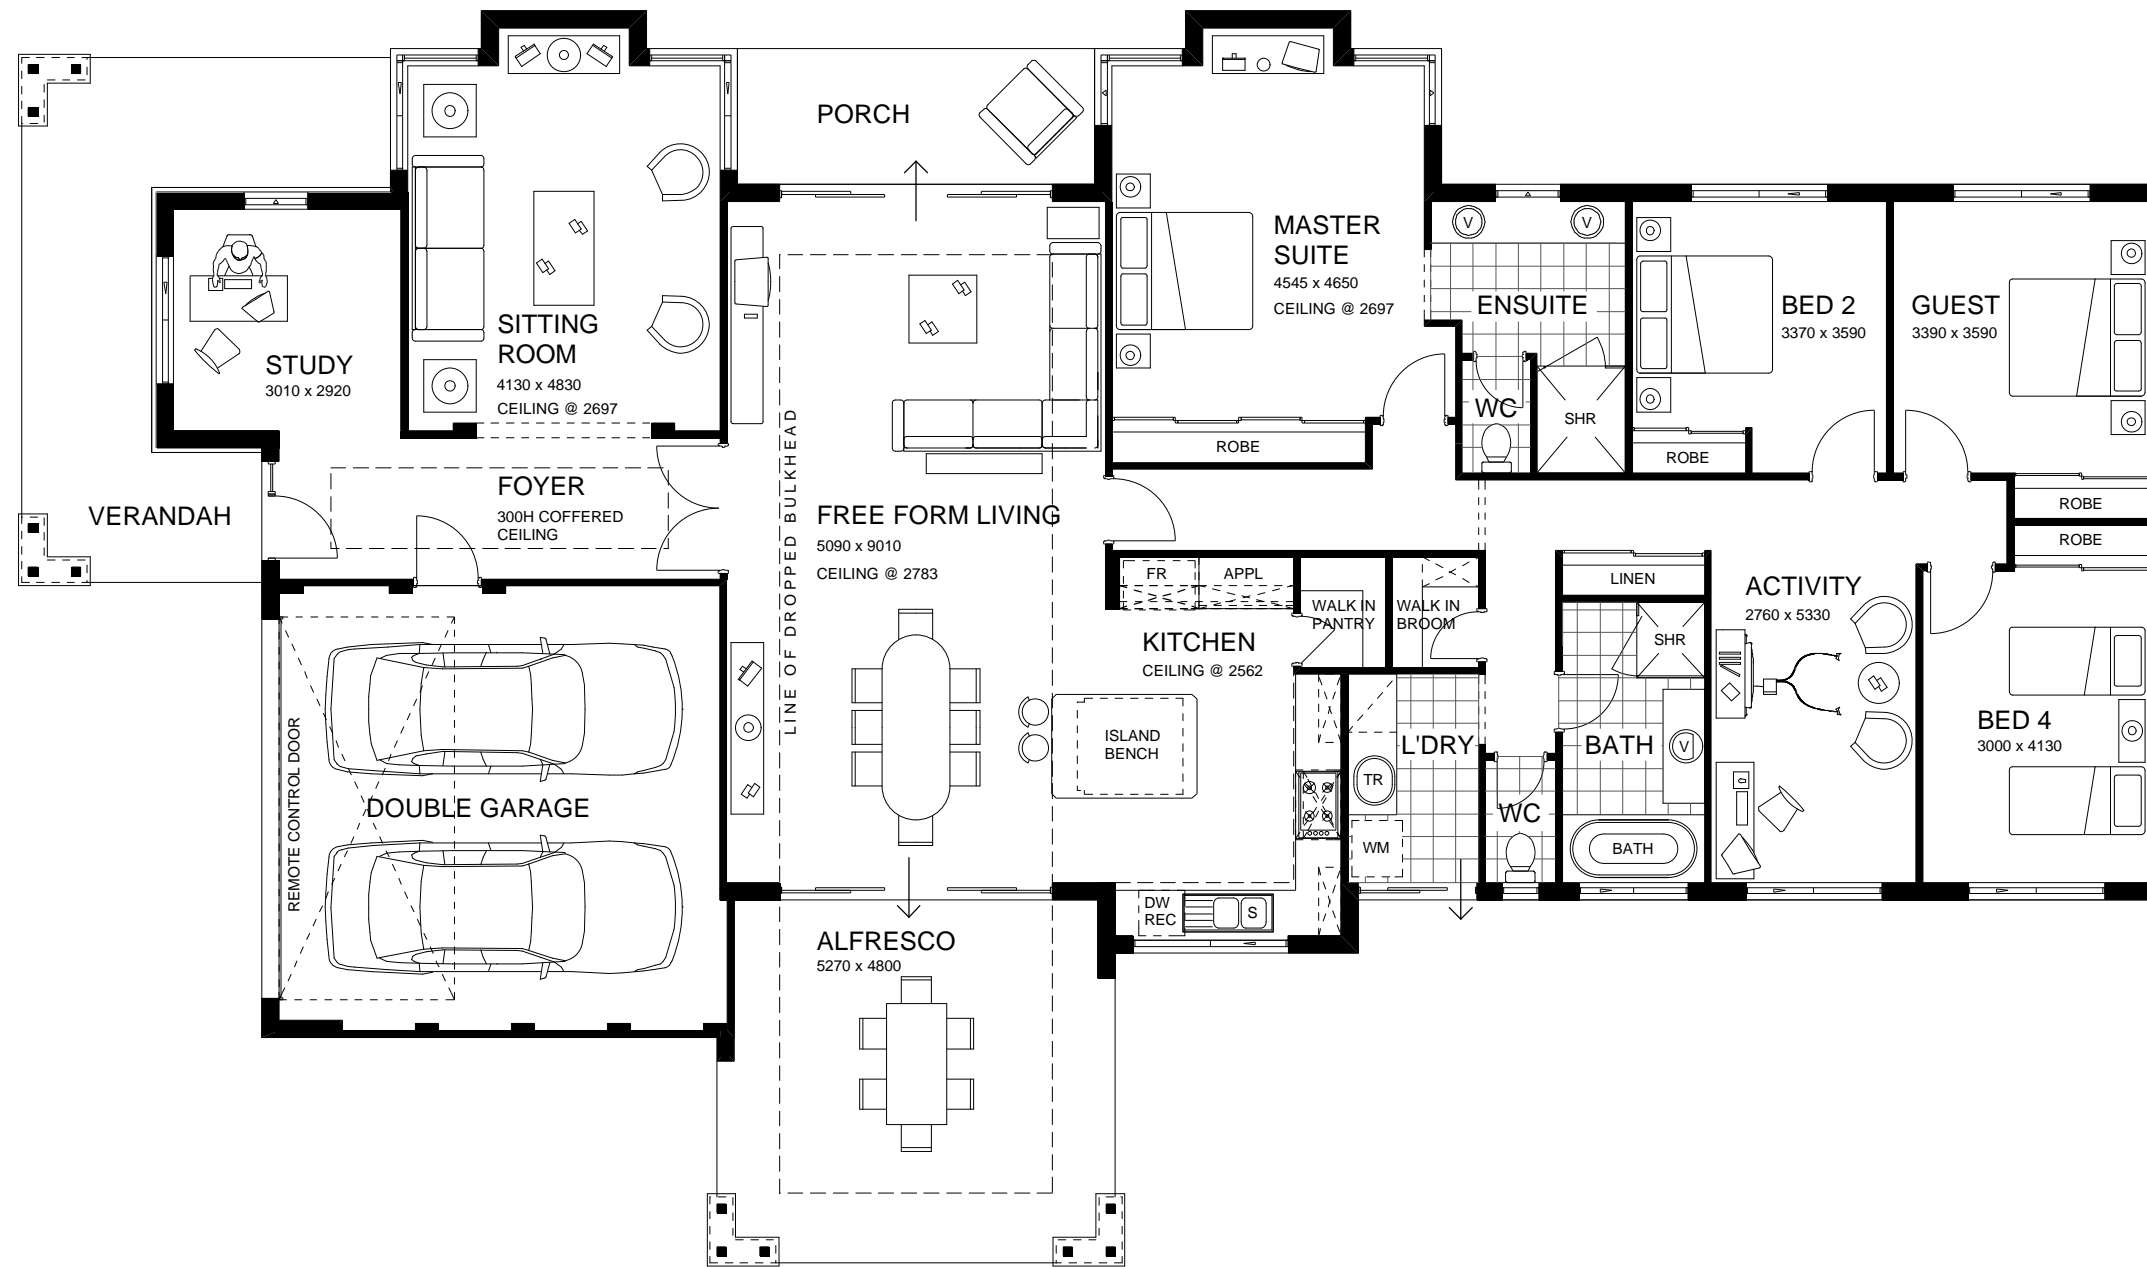 PORCH
MASTER
SUITE
4545 x 4650
CEILING @ 2697
V
V
ENSUITE
BED 2
3370 x 3590
GUEST
3390 x 3590
SITTING
ROOM
4130 x 4830
CEILING @ 2697
STUDY
3010 x 2920
WC
SHR
ROBE
ROBE
LINE OF DROPPED BULKHEAD
FOYER
300H COFFERED
CEILING
VERANDAH
FREE FORM LIVING
5090 x 9010
CEILING @ 2783
ROBE
ROBE
FR
APPL
WALK IN
PANTRY
WALK IN
BROOM
LINEN
ACTIVITY
2760 x 5330
KITCHEN
CEILING @ 2562
SHR
BED 4
3000 x 4130
ISLAND
BENCH
L'DRY
BATH
V
TR
REMOTE CONTROL DOOR
DOUBLE GARAGE
WC
WM
BATH
DW
REC
S
ALFRESCO
5270 x 4800